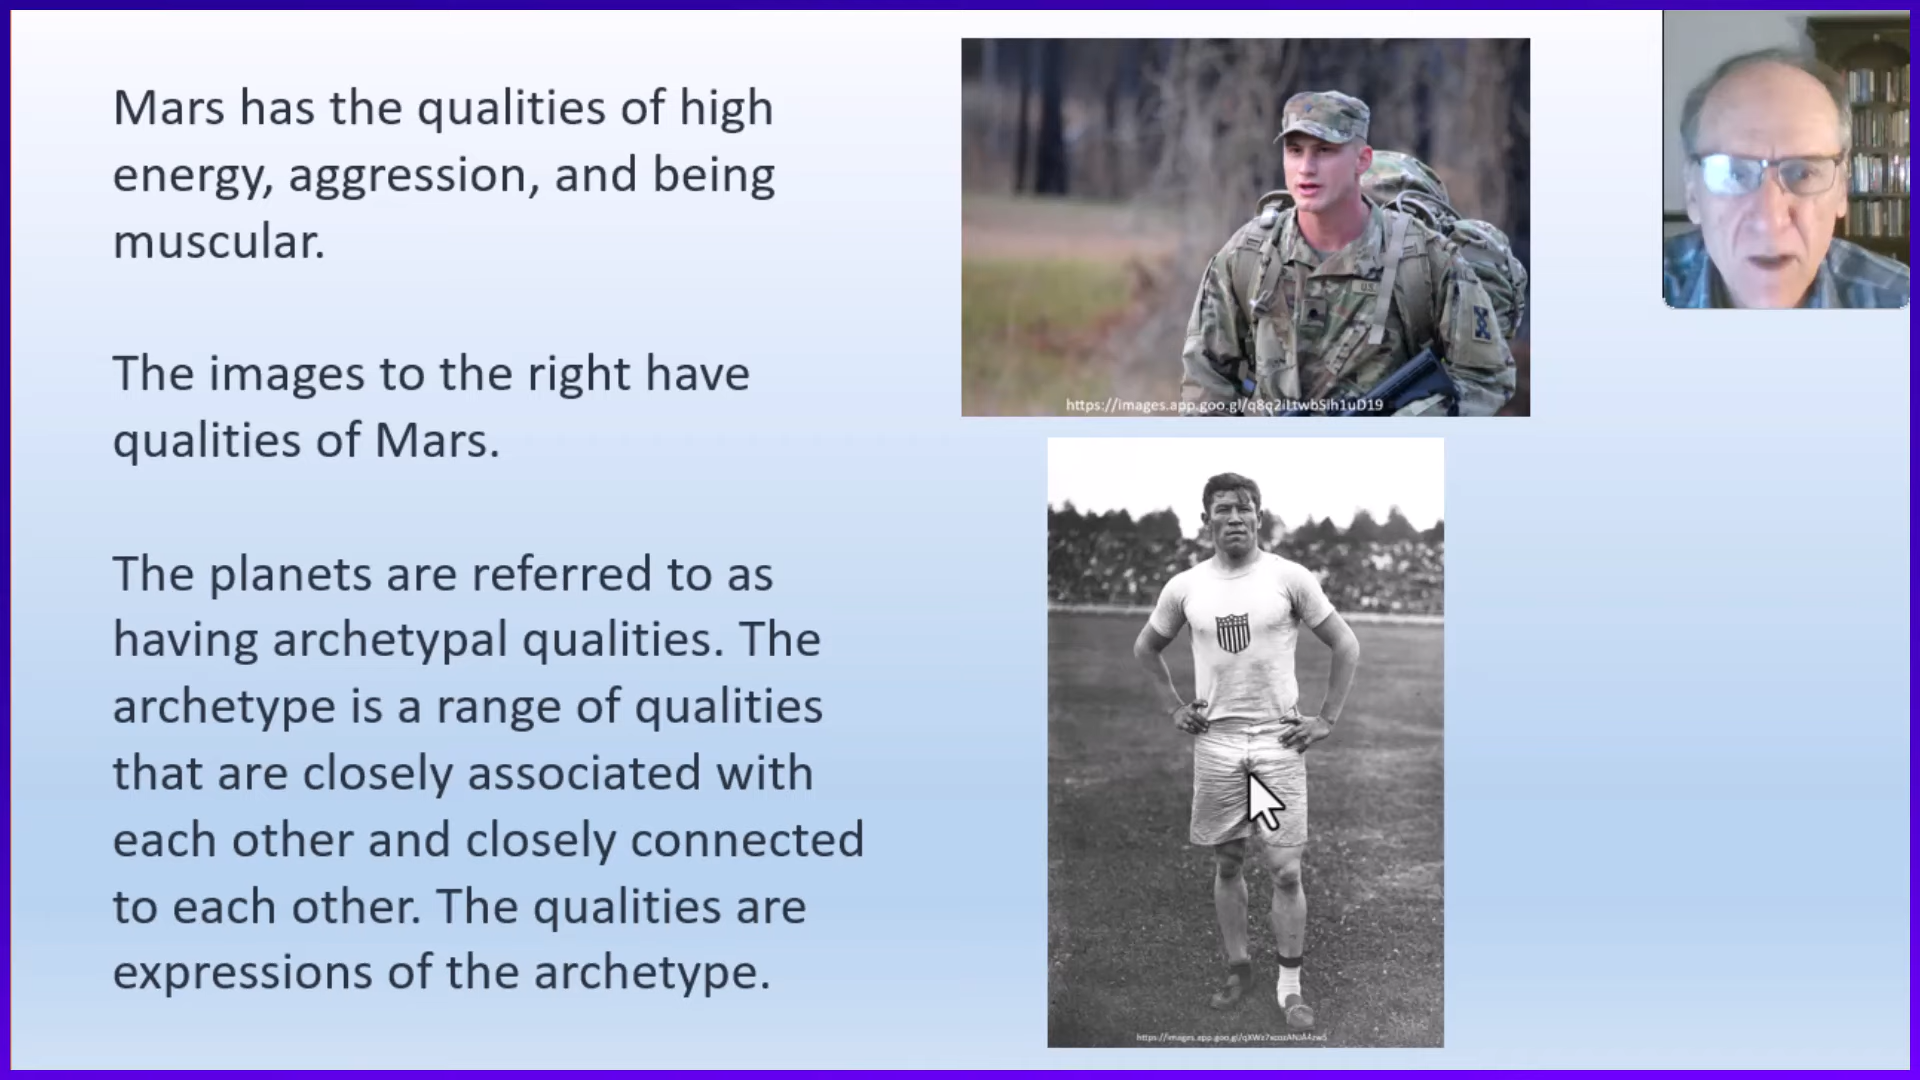 Mars has the qualities of high
energy, aggression, and being
muscular.
The images to the right have
qualities of Mars.
The planets are referred to as
having archetypal qualities. The
archetype is a range of qualities
that are closely associated with
each other and closely connected
to each other. The qualities are
expressions of the archetype.
https://images.app.goo.gl/q8q2iLtwbSih1uD19
U.S.